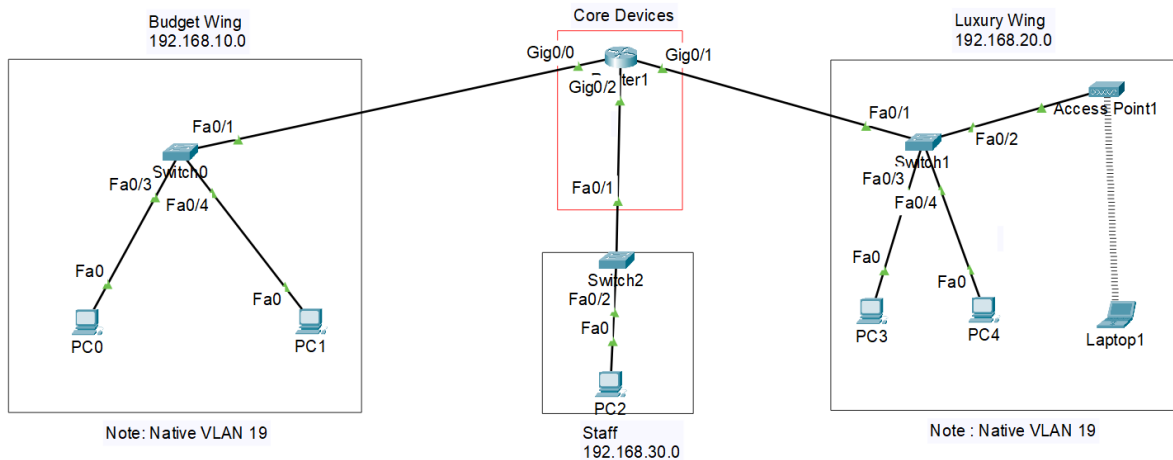 Budget Wing
192.168.10.0
Core Devices
Luxury Wing
192.168.20.0
Gig0/0
Gig0/1
Gig0/2
Fa0/1
Switch0
Fa0/3
Fa0/4
Fa0
PC0
Fa0
PC1
Fa0/1
Switch2
Fa0/2
Fa0
PC2
Fa0/1
Switch1
Fa0/2
Access Point1
Fa0/3
Fa0/4
Fa0
PC3
Fa0
PC4
Laptop1
Note: Native VLAN 19
Staff
192.168.30.0
Note : Native VLAN 19